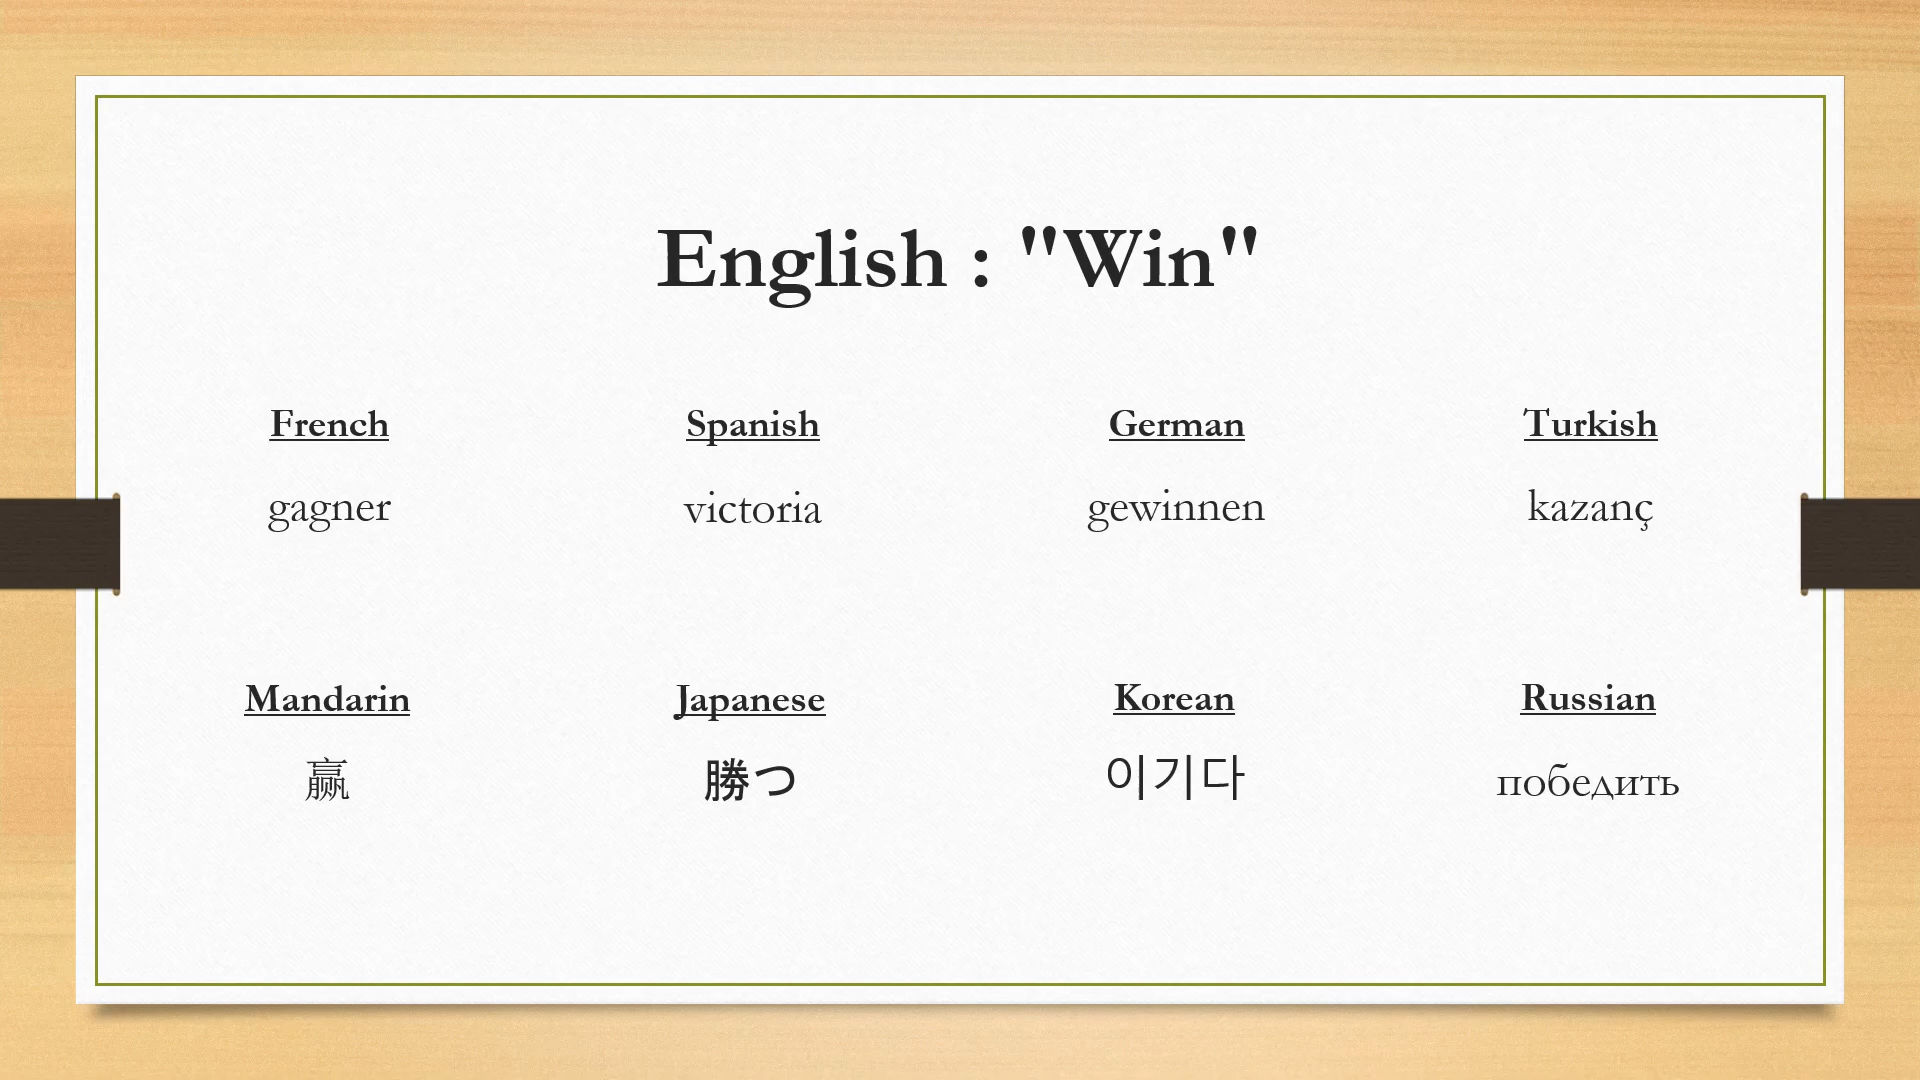 English : "Win"
French
Spanish
German
Turkish
gagner
victoria
gewinnen
kazanç
Mandarin
Japanese
Korean
Russian
赢
勝つ
이기다
победить